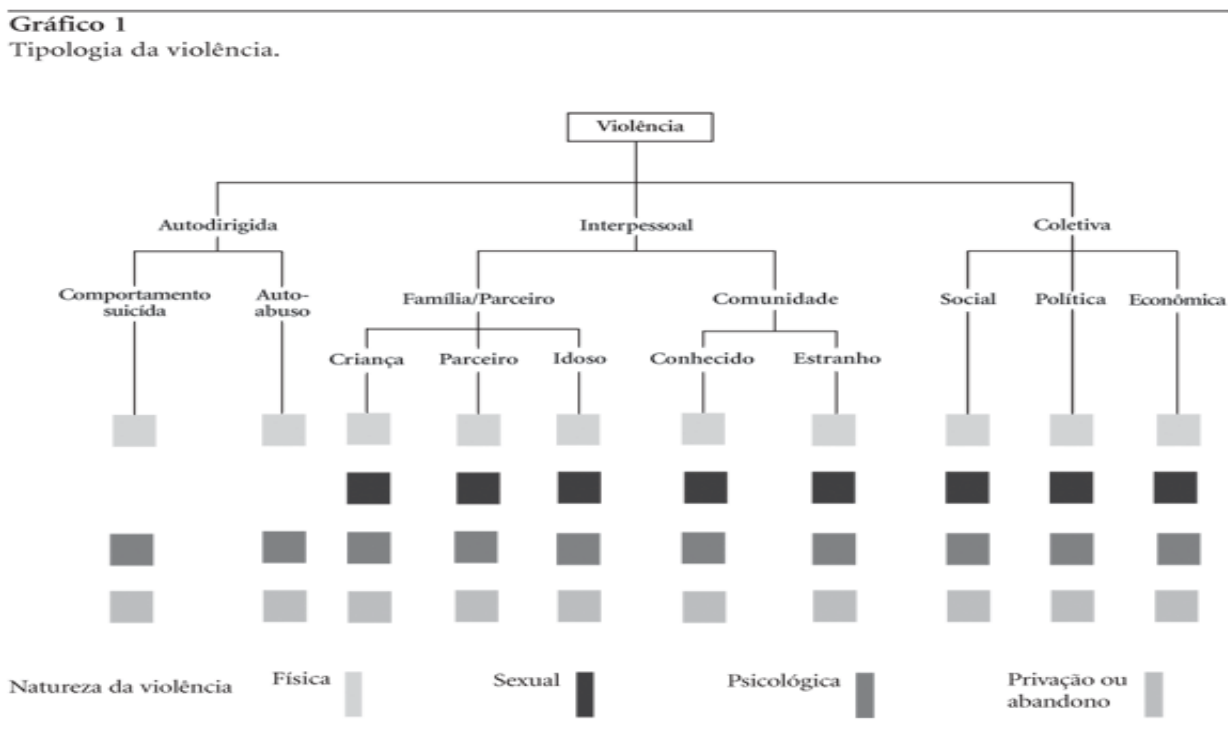 Gráfico 1
Tipologia da violência.
Violência
Autodirigida
Interpessoal
Coletiva
Comportamento
suicída
Auto-
abuso
Família/Parceiro
Comunidade
Social
Política
Econômica
Criança
Parceiro
Idoso
Conhecido
Estranho
Natureza da violência
Física
Sexual
Psicológica
Privação ou
abandono